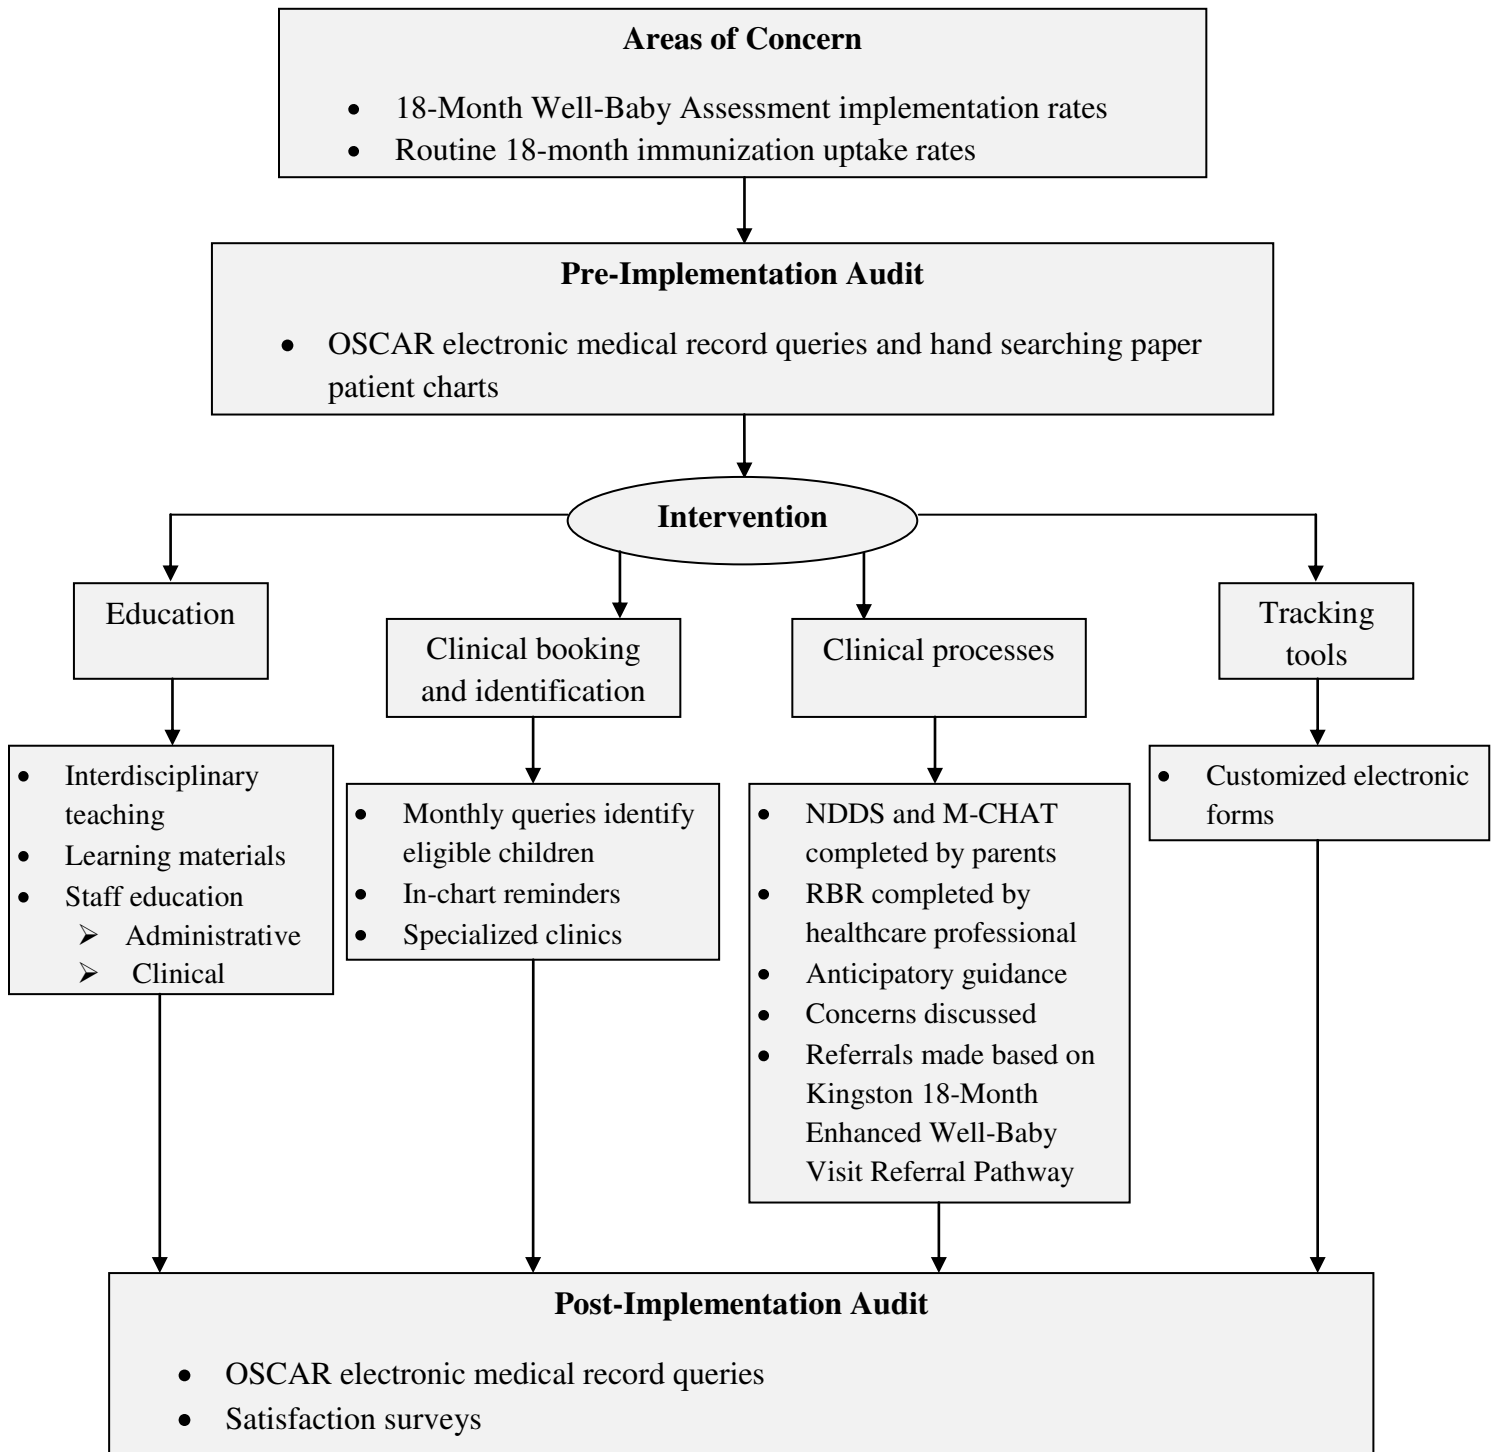 Areas of Concern
• 18-Month Well-Baby Assessment implementation rates
• Routine 18-month immunization uptake rates
Pre-Implementation Audit
• OSCAR electronic medical record queries and hand searching paper
patient charts
Intervention
Education
Clinical booking
and identification
Clinical processes
Tracking
tools
• Interdisciplinary
teaching
• Learning materials
• Staff education
➢ Administrative
➢ Clinical
• Monthly queries identify
eligible children
• In-chart reminders
• Specialized clinics
• NDDS and M-CHAT
completed by parents
• RBR completed by
healthcare professional
• Anticipatory guidance
• Concerns discussed
• Referrals made based on
Kingston 18-Month
Enhanced Well-Baby
Visit Referral Pathway
• Customized electronic
forms
Post-Implementation Audit
• OSCAR electronic medical record queries
• Satisfaction surveys